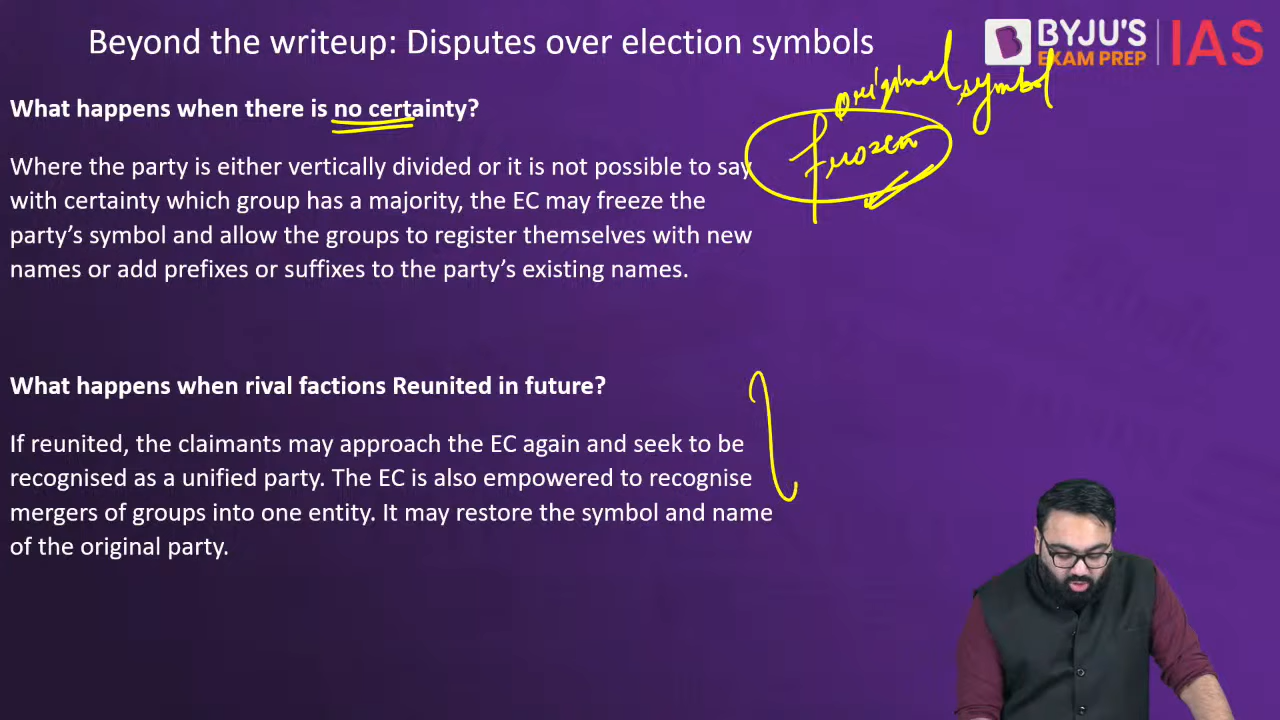 Beyond the writeup: Disputes over election symbols
BYJU'S
EXAM PREP
IAS
original symbol
What happens when there is no certainty?
frozen
Where the party is either vertically divided or it is not possible to say
with certainty which group has a majority, the EC may freeze the
party's symbol and allow the groups to register themselves with new
names or add prefixes or suffixes to the party's existing names.
What happens when rival factions Reunited in future?
If reunited, the claimants may approach the EC again and seek to be
recognised as a unified party. The EC is also empowered to recognise
mergers of groups into one entity. It may restore the symbol and name
of the original party.